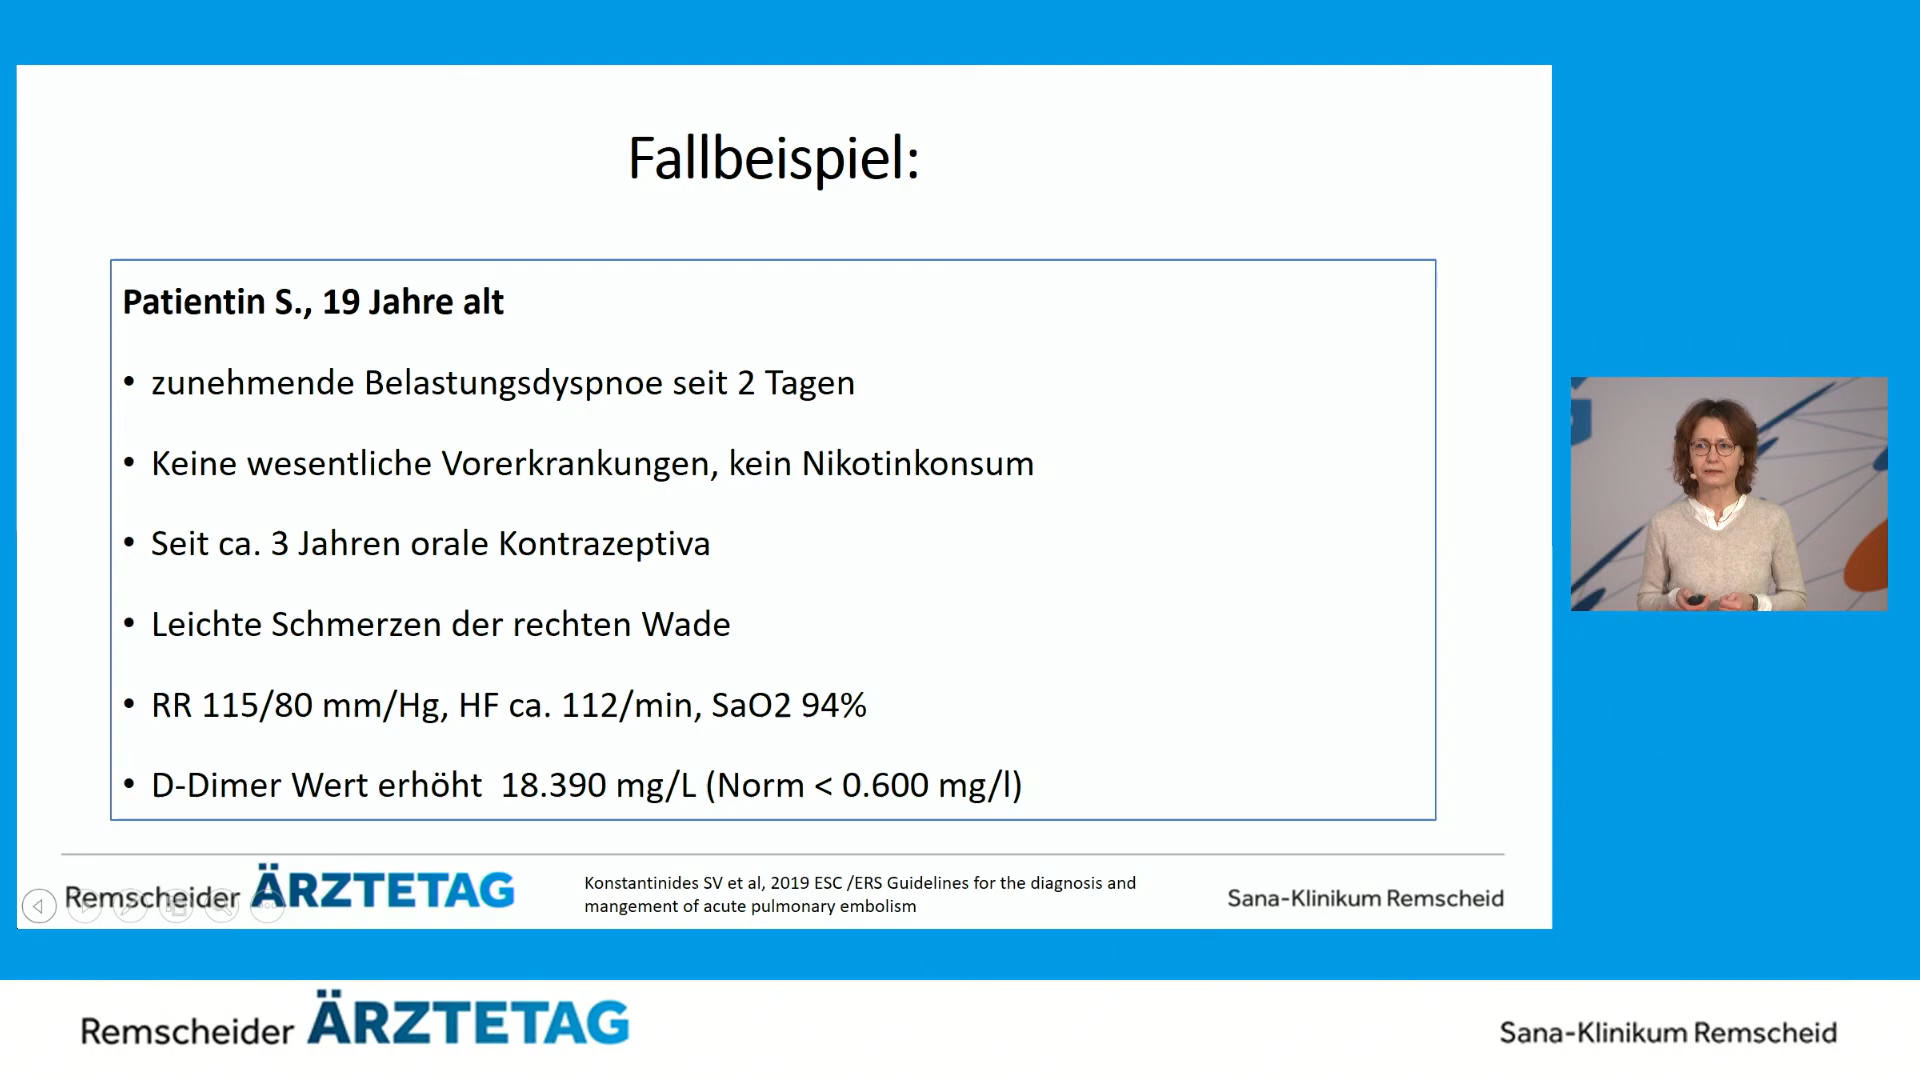 Fallbeispiel:
Patientin S., 19 Jahre alt
• zunehmende Belastungsdyspnoe seit 2 Tagen
• Keine wesentliche Vorerkrankungen, kein Nikotinkonsum
• Seit ca. 3 Jahren orale Kontrazeptiva
• Leichte Schmerzen der rechten Wade
• RR 115/80 mm/Hg, HF ca. 112/min, SaO2 94%
• D-Dimer Wert erhöht  18.390 mg/L (Norm < 0.600 mg/l)
Remscheider ÄRZTETAG
Konstantinides SV et al, 2019 ESC /ERS Guidelines for the diagnosis and
mangement of acute pulmonary embolism
Sana-Klinikum Remscheid
Remscheider ÄRZTETAG
Sana-Klinikum Remscheid